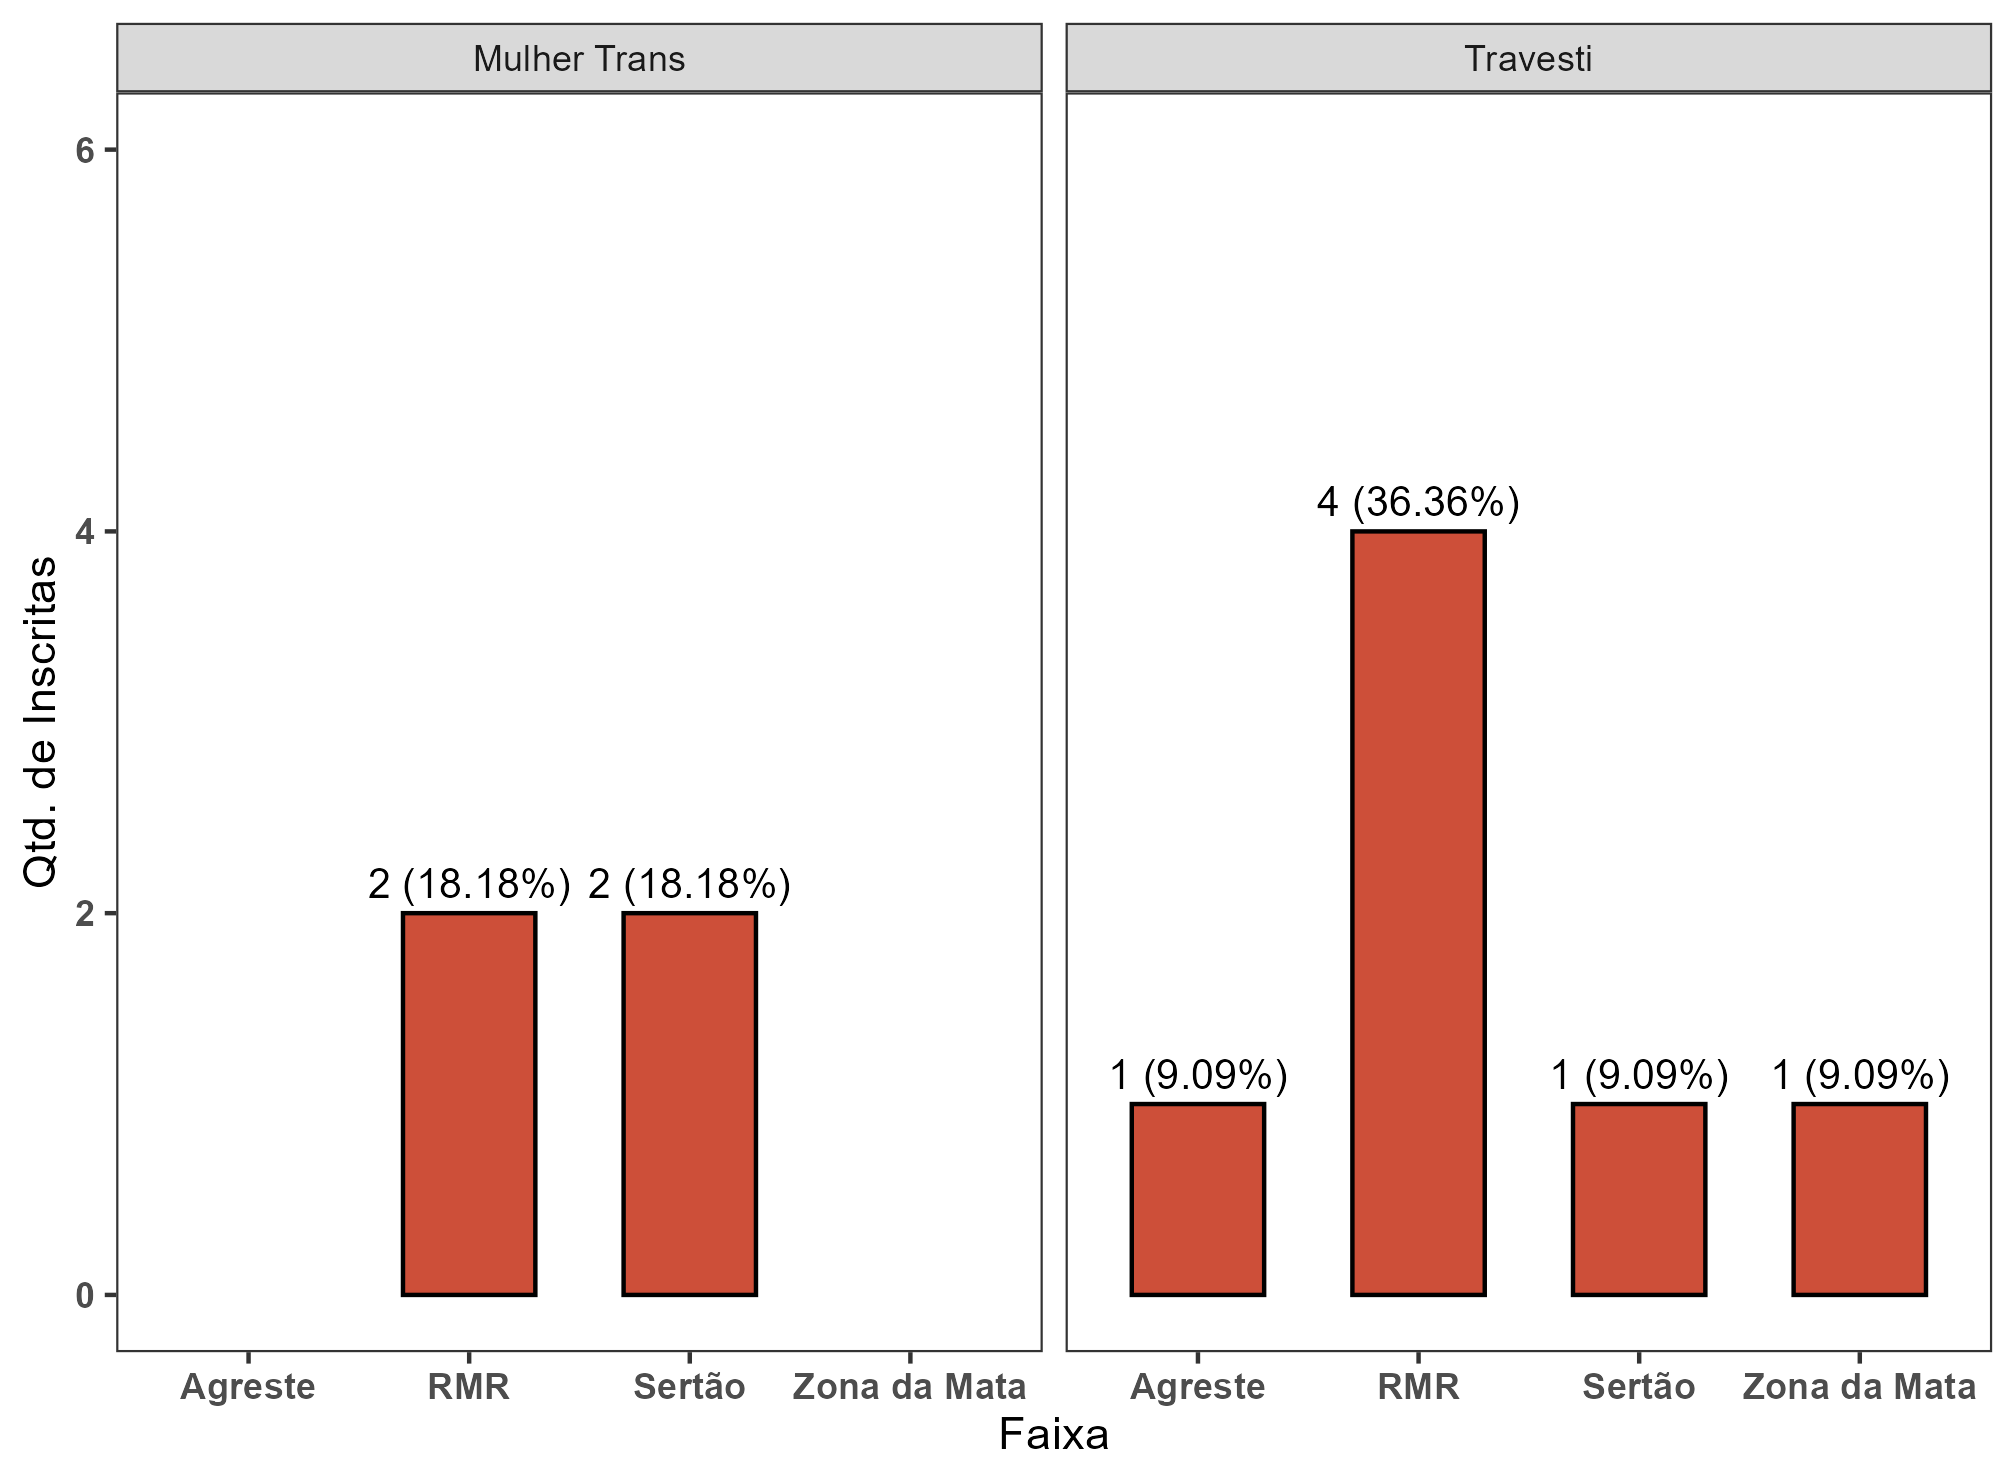 Mulher Trans
Travesti
Qtd. de Inscritas
6
4
2
0
2 (18.18%)
2 (18.18%)
4 (36.36%)
1 (9.09%)
1 (9.09%)
1 (9.09%)
Agreste
RMR
Sertão
Zona da Mata
Agreste
RMR
Sertão
Zona da Mata
Faixa